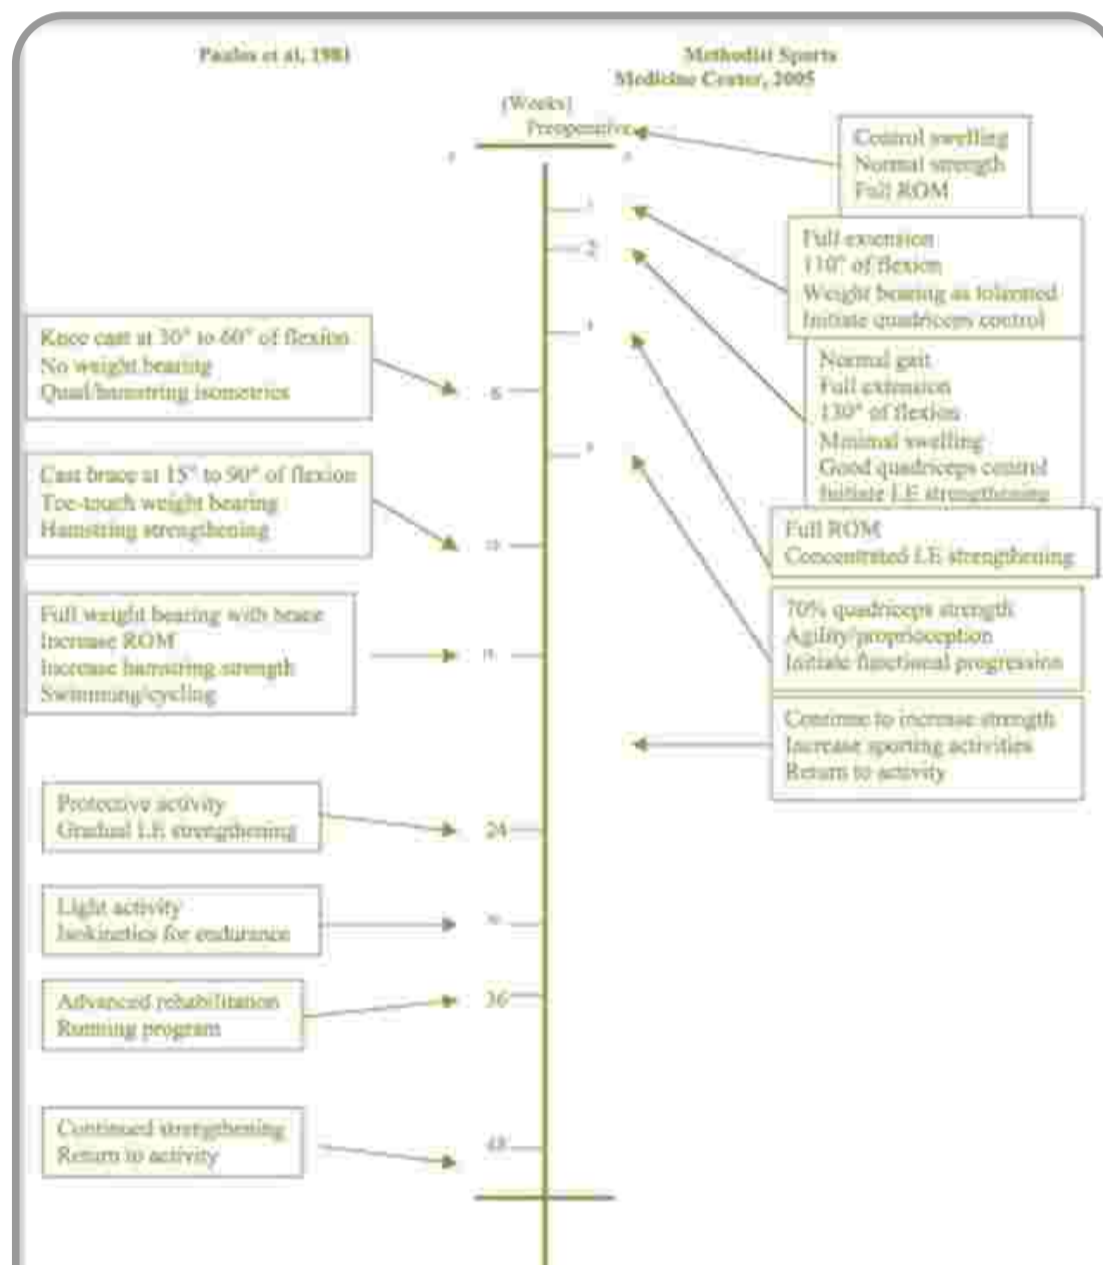 Paulos et al, 1981
Methodist Sports
Medicine Center, 2005
(Weeks)
Preoperative
Control swelling
Normal strength
Full ROM
Full extension
110° of flexion
Weight bearing as tolerated
Initiate quadriceps control
Normal gait
Full extension
130° of flexion
Minimal swelling
Good quadriceps control
Initiate LE strengthening
Full ROM
Concentrated LE strengthening
70% quadriceps strength
Agility/proprioception
Initiate functional progression
Continue to increase strength
Increase sporting activities
Return to activity
Knee cast at 30° to 60° of flexion
No weight bearing
Quad/hamstring isometrics
6
Cast brace at 15° to 90° of flexion
Toe-touch weight bearing
Hamstring strengthening
Full weight bearing with brace
Increase ROM
Increase hamstring strength
Swimming/cycling
Protective activity
Gradual LE strengthening
24
Light activity
Isokinetics for endurance
Advanced rehabilitation
Running program
36
Continued strengthening
Return to activity
48